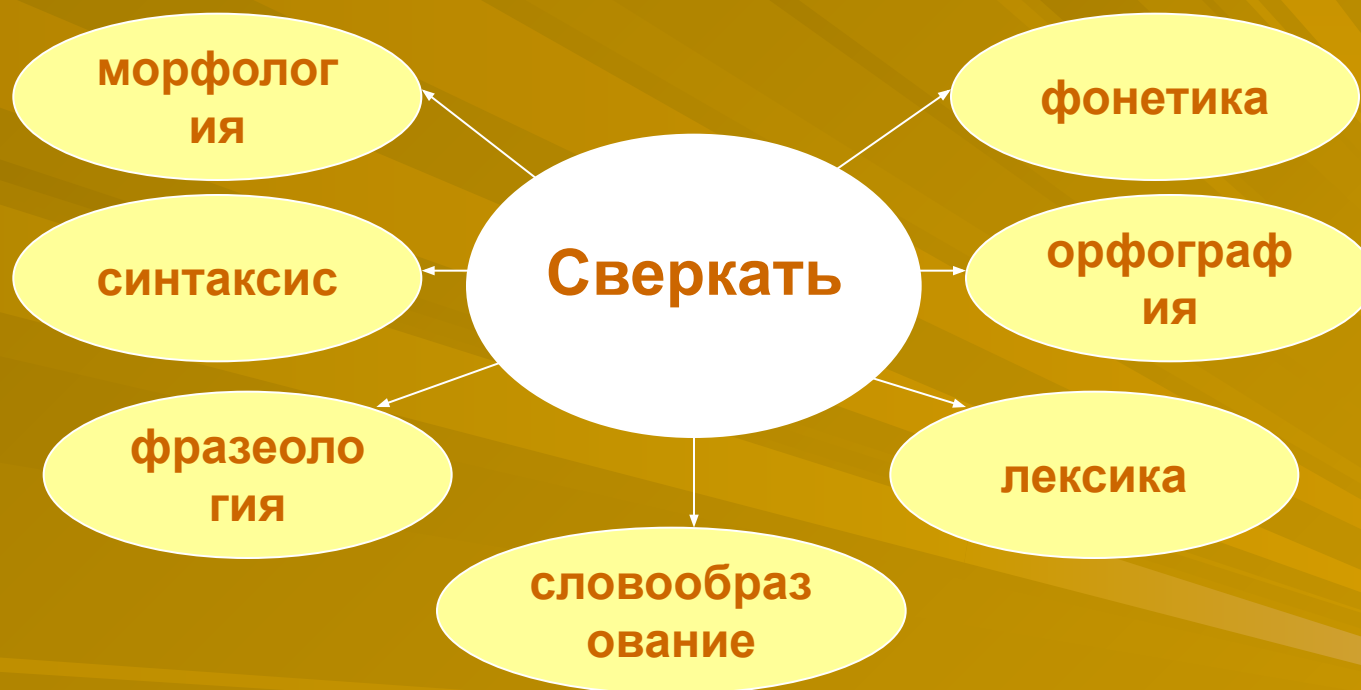 морфолог
ия
фонетика
синтаксис
Сверкать
орфограф
ия
фразеоло
гия
лексика
словообраз
ование